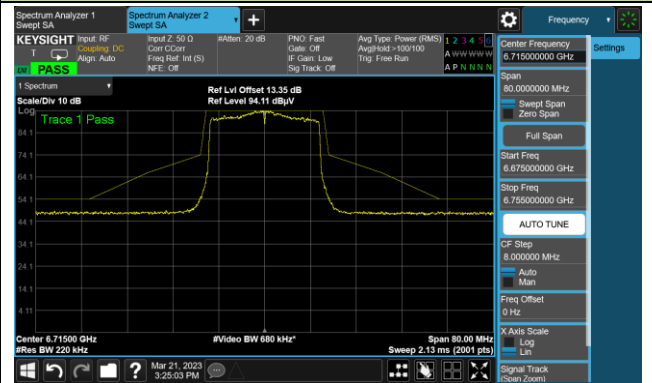 Spectrum Analyzer 1
Swept SA
Spectrum Analyzer 2
Swept SA
Frequency
KEYSIGHT
Input: RF
Coupling: DC
Align: Auto
Input Z: 50 Ω
Corr CCorr
Freq Ref: Int (S)
NFE: Off
#Atten: 20 dB
PNO: Fast
Gate: Off
IF Gain: Low
Sig Track: Off
Avg Type: Power (RMS)
Avg|Hold:>100/100
Trig: Free Run
1 2 3 4 5 6
A W W W W W
A P N N N N
T
PASS
Settings
Center Frequency
6.715000000 GHz
Span
80.0000000 MHz
Swept Span
Zero Span
Full Span
Start Freq
6.675000000 GHz
Stop Freq
6.755000000 GHz
AUTO TUNE
CF Step
8.000000 MHz
Auto
Man
Freq Offset
0 Hz
X Axis Scale
Log
Lin
Signal Track
(Span Zoom)
1 Spectrum
Scale/Div 10 dB
Ref Lvl Offset 13.35 dB
Ref Level 94.11 dBµV
Log
Trace 1 Pass
84.1
74.1
64.1
54.1
44.1
34.1
24.1
14.1
4.11
Center 6.71500 GHz
#Res BW 220 kHz
#Video BW 680 kHz*
Span 80.00 MHz
Sweep 2.13 ms (2001 pts)
?
Mar 21, 2023
3:25:03 PM